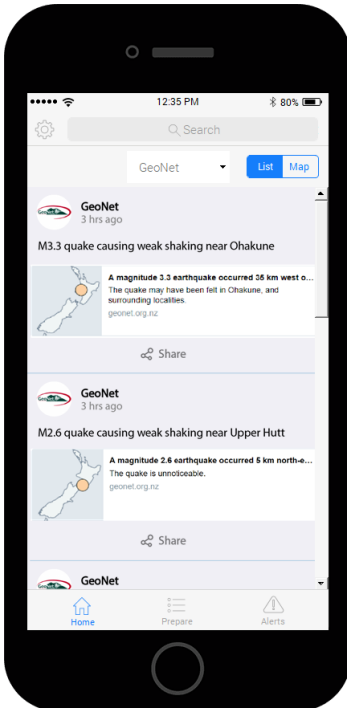 12:35 PM
80%
Search
GeoNet
List
Map
GeoNet
3 hrs ago
M3.3 quake causing weak shaking near Ohakune
A magnitude 3.3 earthquake occurred 35 km west o...
The quake may have been felt in Ohakune, and
surrounding localities.
geonet.org.nz
Share
GeoNet
3 hrs ago
M2.6 quake causing weak shaking near Upper Hutt
A magnitude 2.6 earthquake occurred 5 km north-e...
The quake is unnoticeable.
geonet.org.nz
Share
GeoNet
Home
Prepare
Alerts